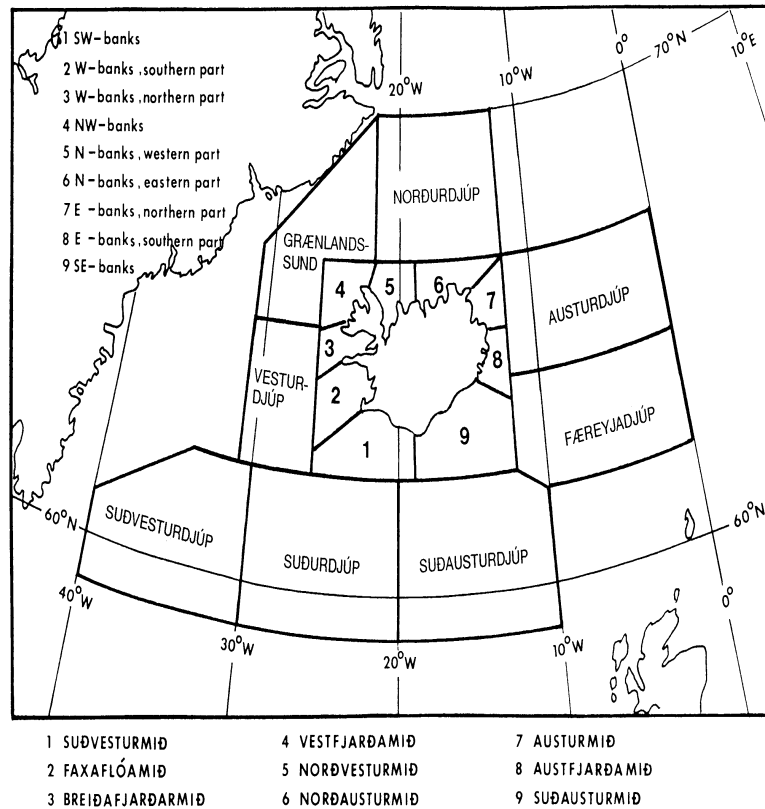 1 SW-banks
2 W-banks, southern part
3 W-banks, northern part
4 NW-banks
5 N-banks, western part
6 N-banks, eastern part
7 E-banks, northern part
8 E-banks, southern part
9 SE-banks
0°
70°N
10°E
20°W
10°W
NORÐURDJÚP
GRÆNLANDS-
SUND
4
5
6
7
AUSTURDJÚP
3
8
VESTUR-
DJÚP
2
FÆREYJADJÚP
1
9
60°N
SUÐVESTURDJÚP
SUÐURDJÚP
SUÐAUSTURDJÚP
60°N
40°W
0°
30°W
20°W
10°W
1 SUÐVESTURMIÐ
2 FAXAFLÓAMIÐ
3 BREIÐAFJARÐARMIÐ
4 VESTFJARÐAMIÐ
5 NORÐVESTURMIÐ
6 NORÐAUSTURMIÐ
7 AUSTURMIÐ
8 AUSTFJARÐAMIÐ
9 SUÐAUSTURMIÐ